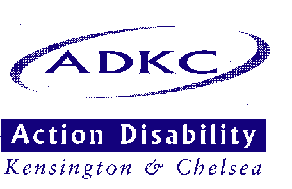 ADKC
Action Disability
Kensington & Chelsea